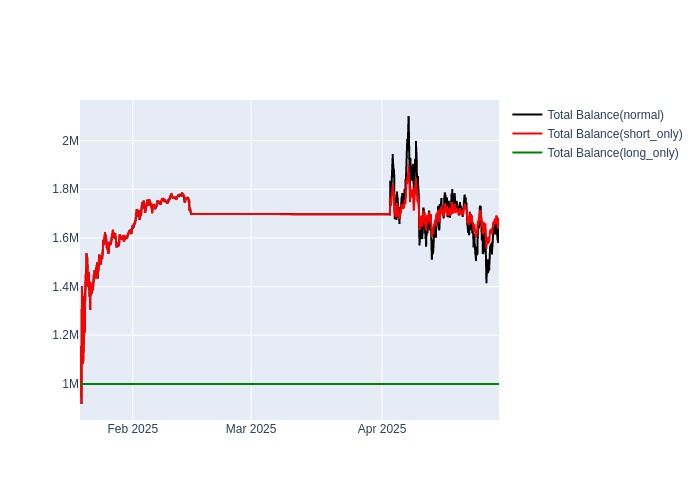 Total Balance(normal)
Total Balance(short_only)
Total Balance(long_only)
2M
1.8M
1.6M
1.4M
1.2M
1M
Feb 2025
Mar 2025
Apr 2025